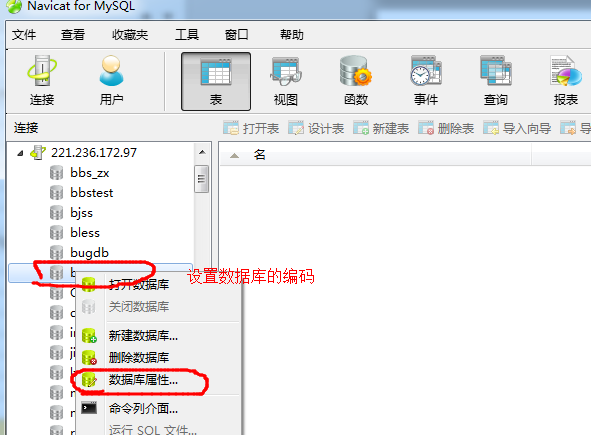 Navicat for MySQL
文件 查看 收藏夹 工具 窗口 帮助
连接 用户 表 视图 函数 事件 查询 报表
连接 打开表 设计表 新建表 删除表 导入向导
221.236.172.97 名
bbs_zx
bbstest
bjss
bless
bugdb
设置数据库的编码
打开数据库
关闭数据库
新建数据库...
删除数据库
数据库属性...
命令列介面...
运行 SQL 文件...